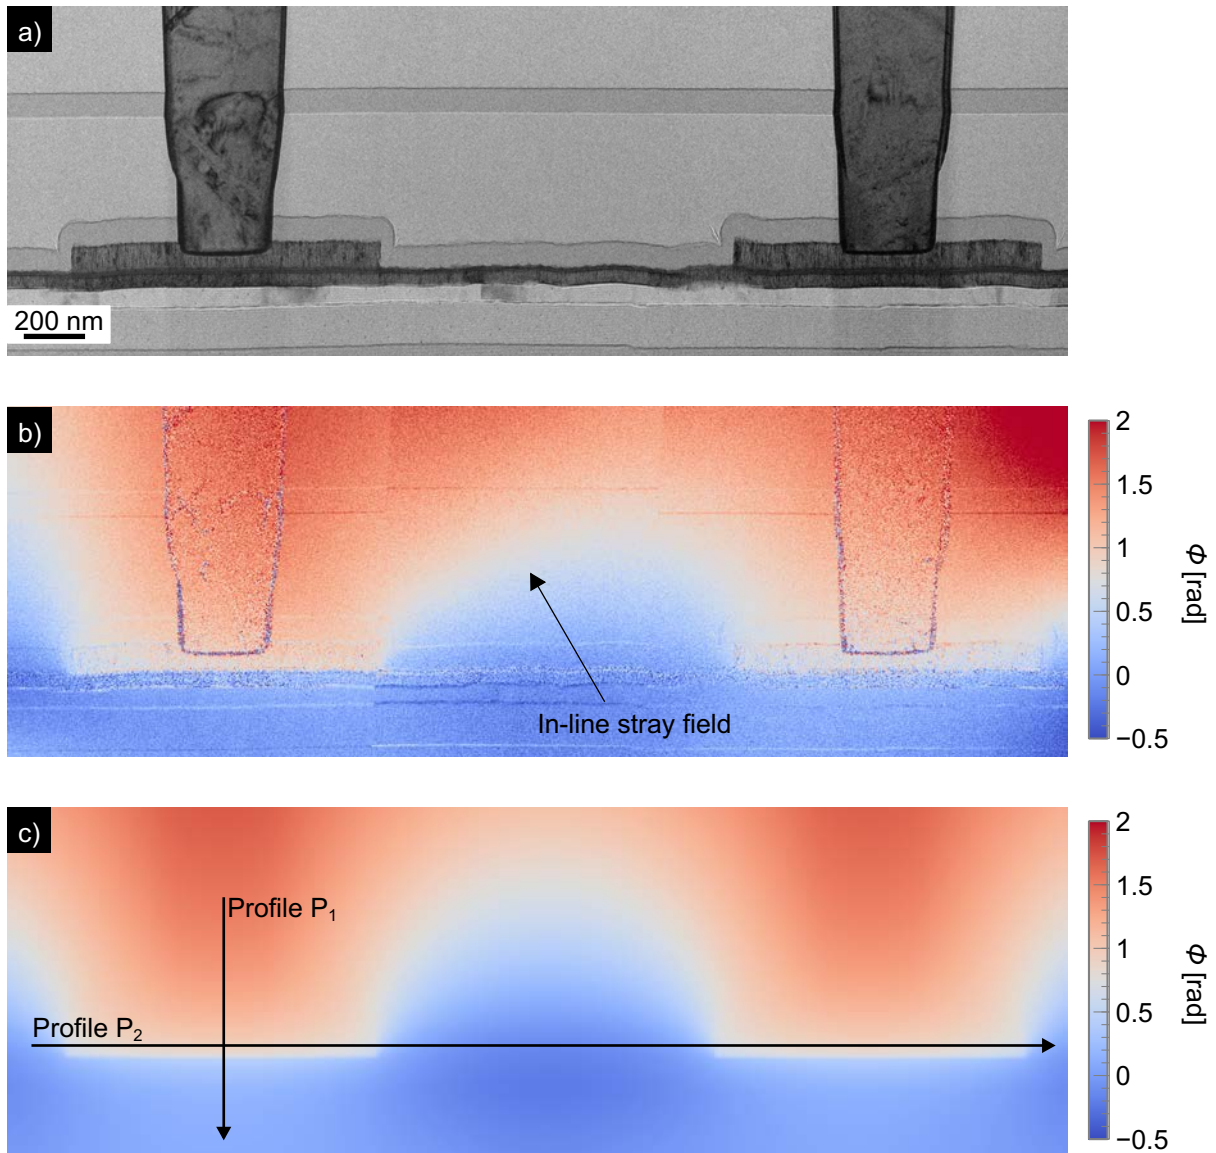 a)
200 nm
b)
2
1.5
1
0.5
0
−0.5
Φ [rad]
In-line stray field
c)
2
1.5
1
0.5
0
−0.5
Φ [rad]
Profile P₁
Profile P₂